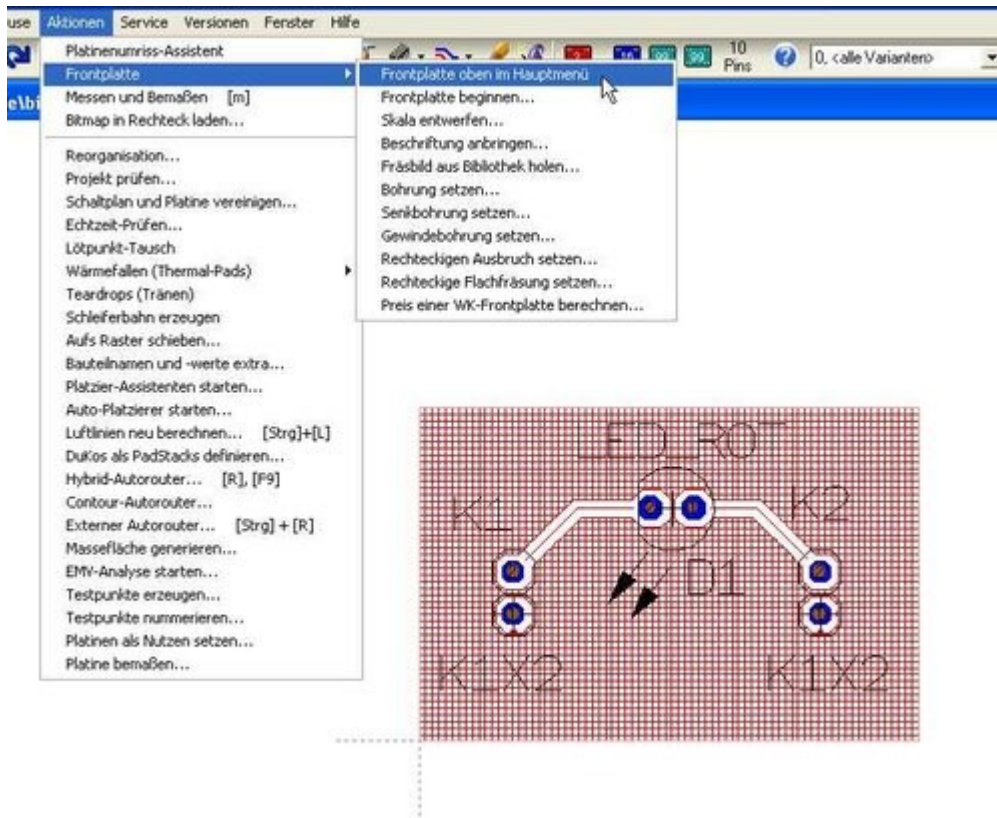 use Aktionen Service Versionen Fenster Hilfe
10
Pins
0, <alle Varianten>
e\bi
Platinenumriss-Assistent
Frontplatte
Messen und Bemaßen [m]
Bitmap in Rechteck laden...
Reorganisation...
Projekt prüfen...
Schaltplan und Platine vereinigen...
Echtzeit-Prüfen...
Lötpunkt-Tausch
Wärmefallen (Thermal-Pads)
Teardrops (Tränen)
Schleiferbahn erzeugen
Aufs Raster schieben...
Bauteilnamen und -werte extra...
Platzier-Assistenten starten...
Auto-Platzierer starten...
Luftlinien neu berechnen... [Strg]+[L]
DuKos als PadStacks definieren...
Hybrid-Autorouter... [R], [F9]
Contour-Autorouter...
Externer Autorouter... [Strg] + [R]
Massefläche generieren...
EMV-Analyse starten...
Testpunkte erzeugen...
Testpunkte nummerieren...
Platinen als Nutzen setzen...
Platine bemaßen...
Frontplatte oben im Hauptmenü
Frontplatte beginnen...
Skala entwerfen...
Beschriftung anbringen...
Fräsbild aus Bibliothek holen...
Bohrung setzen...
Senkbohrung setzen...
Gewindebohrung setzen...
Rechteckigen Ausbruch setzen...
Rechteckige Flachfräsung setzen...
Preis einer WK-Frontplatte berechnen...
LED_ROT
K1
K2
D1
K1X2
K1X2